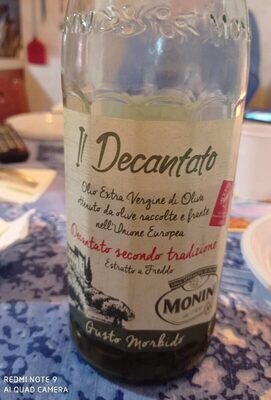 Il Decantato
Olio Extra Vergine di Oliva
ottenuto da olive raccolte e frante
nell'Unione Europea
Decantato secondo tradizione
Estratto a Freddo
MONINI
Gusto Morbido
REDMI NOTE 9
AI QUAD CAMERA